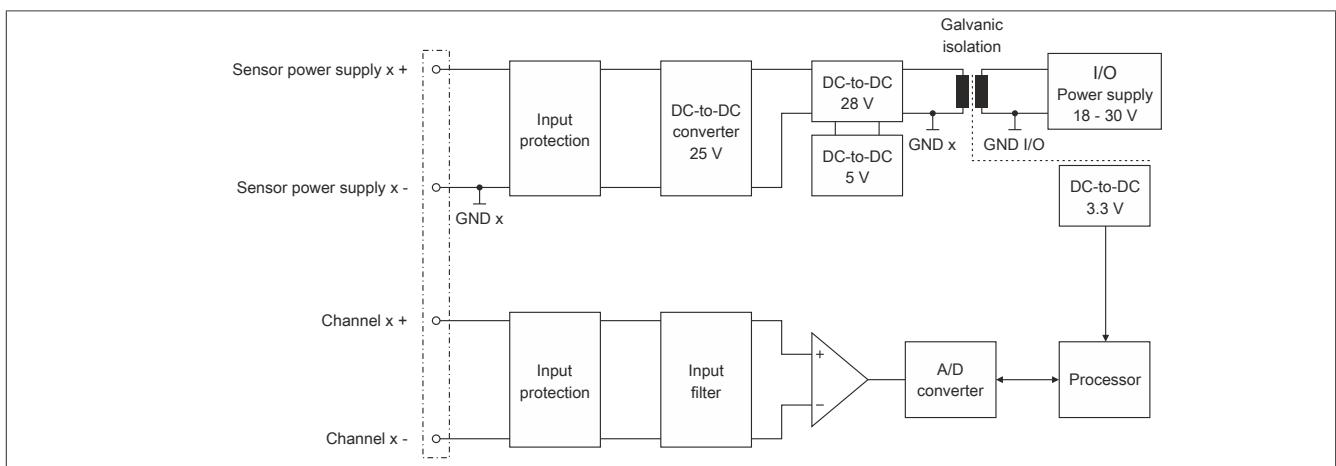 Galvanic
isolation
Sensor power supply x +
Input
protection
DC-to-DC
converter
25 V
DC-to-DC
28 V
I/O
Power supply
18 - 30 V
GND x
GND I/O
DC-to-DC
5 V
Sensor power supply x -
GND x
DC-to-DC
3.3 V
Channel x +
Input
protection
Input
filter
+
−
A/D
converter
Processor
Channel x -